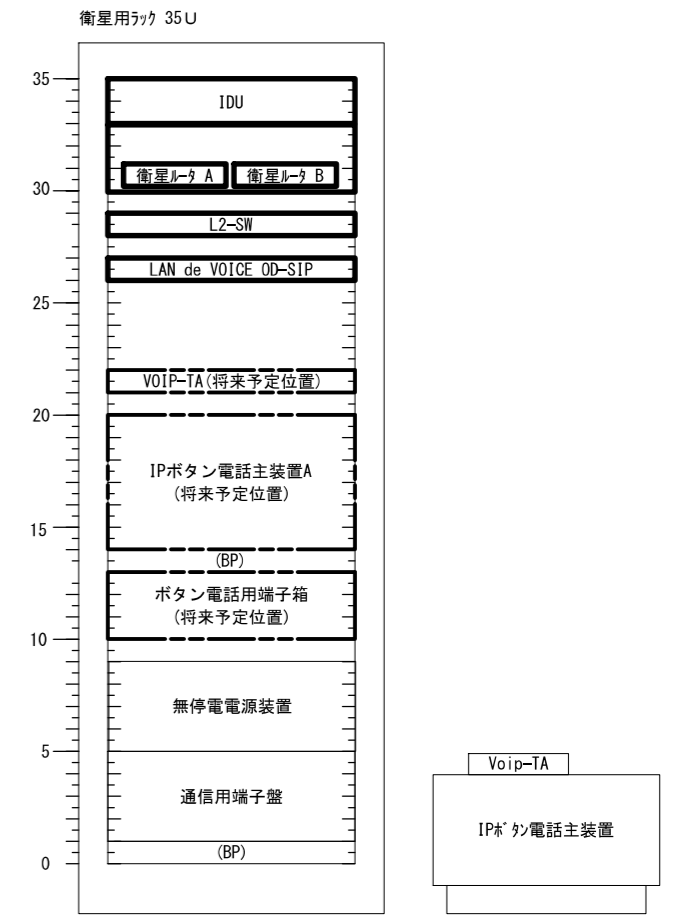 衛星用ﾗｯｸ 35U
35
IDU
衛星ﾙｰﾀ A
衛星ﾙｰﾀ B
30
L2-SW
LAN de VOICE OD-SIP
25
VOIP-TA(将来予定位置)
20
IPボタン電話主装置A
(将来予定位置)
15
(BP)
ボタン電話用端子箱
(将来予定位置)
10
無停電電源装置
5
通信用端子盤
(BP)
0
Voip-TA
IPﾎﾞﾀﾝ電話主装置